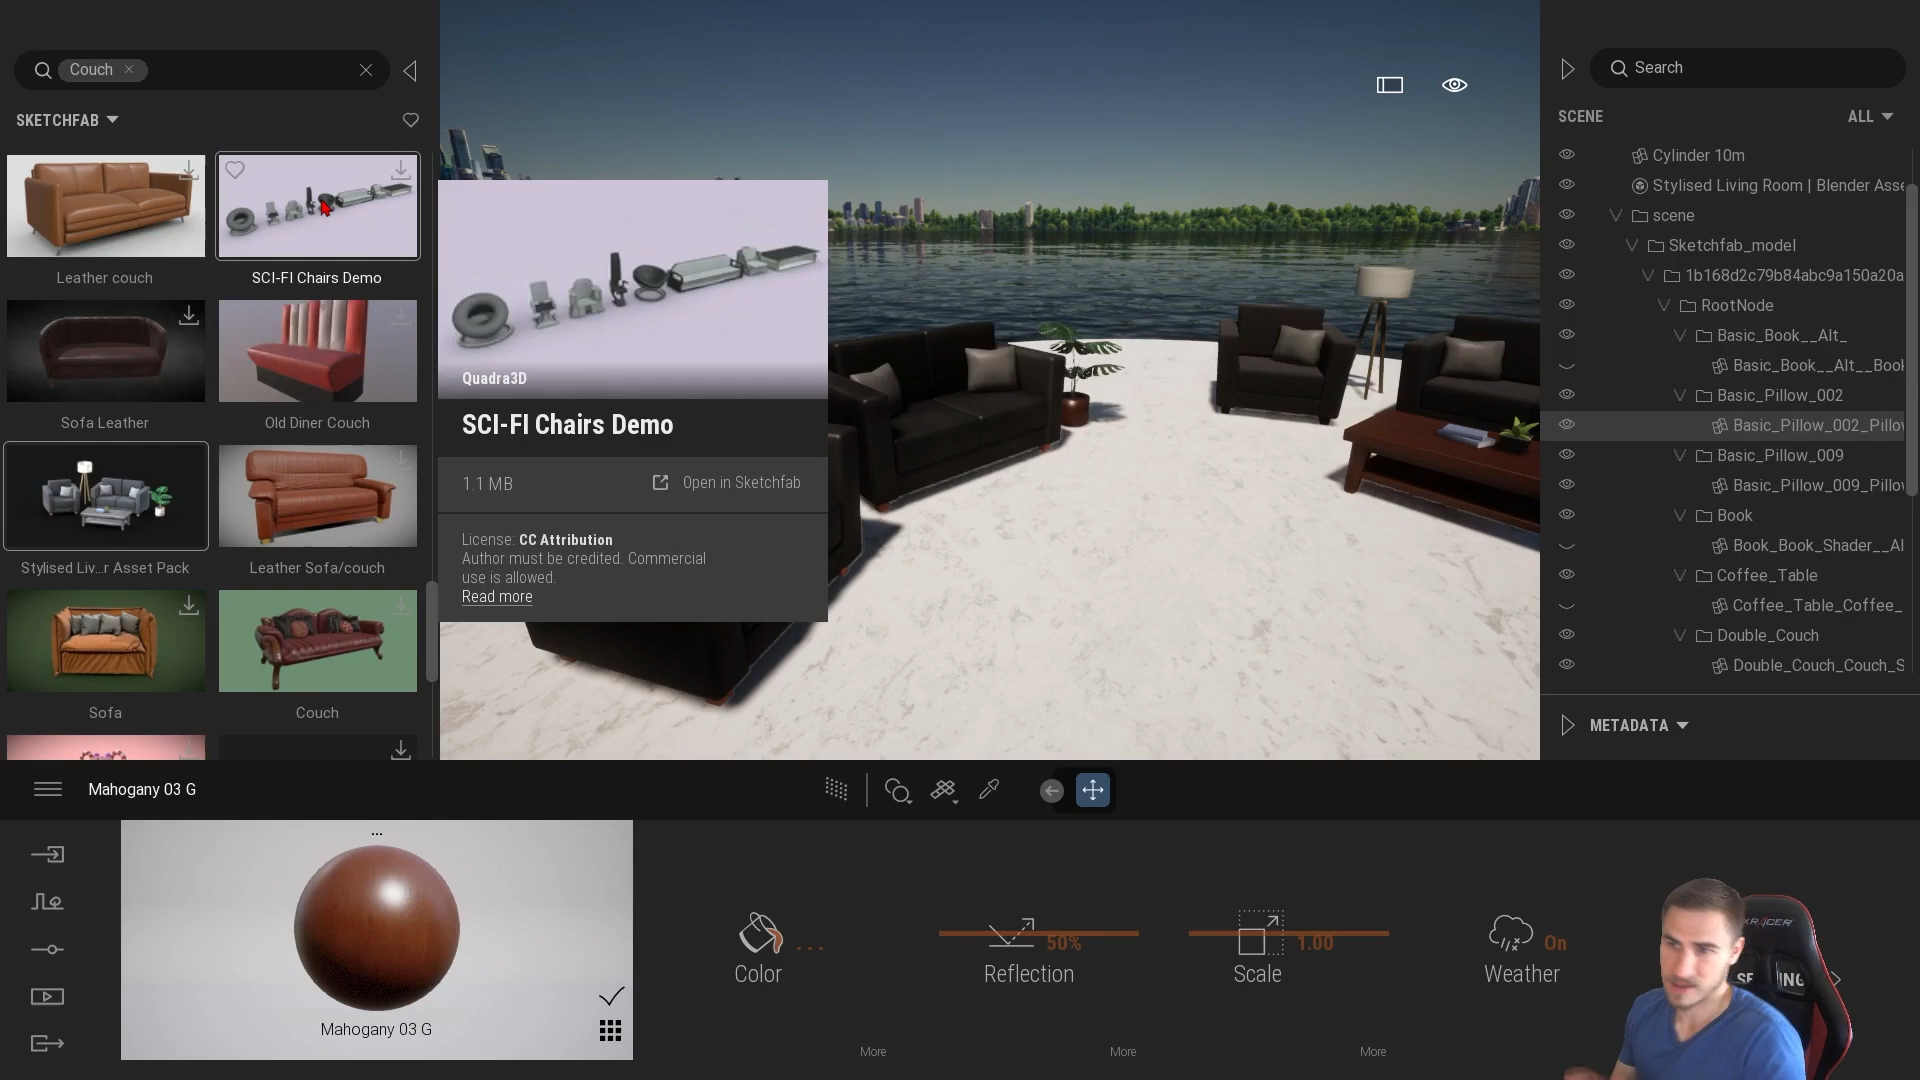 Couch
SKETCHFAB
Leather couch
SCI-FI Chairs Demo
Sofa Leather
Old Diner Couch
Stylised Liv...r Asset Pack
Leather Sofa/couch
Sofa
Couch
Quadra3D
SCI-FI Chairs Demo
1.1 MB
Open in Sketchfab
License: CC Attribution
Author must be credited. Commercial
use is allowed.
Read more
Search
SCENE
ALL
Cylinder 10m
Stylised Living Room | Blender Asse
scene
Sketchfab_model
1b168d2c79b84abc9a150a20a
RootNode
Basic_Book__Alt_
Basic_Book__Alt__Book
Basic_Pillow_002
Basic_Pillow_002_Pillow
Basic_Pillow_009
Basic_Pillow_009_Pillow
Book
Book_Book_Shader__Al
Coffee_Table
Coffee_Table_Coffee_
Double_Couch
Double_Couch_Couch_S
METADATA
Mahogany 03 G
...
Mahogany 03 G
Color
...
Reflection
50%
Scale
1.00
Weather
On
More
More
More